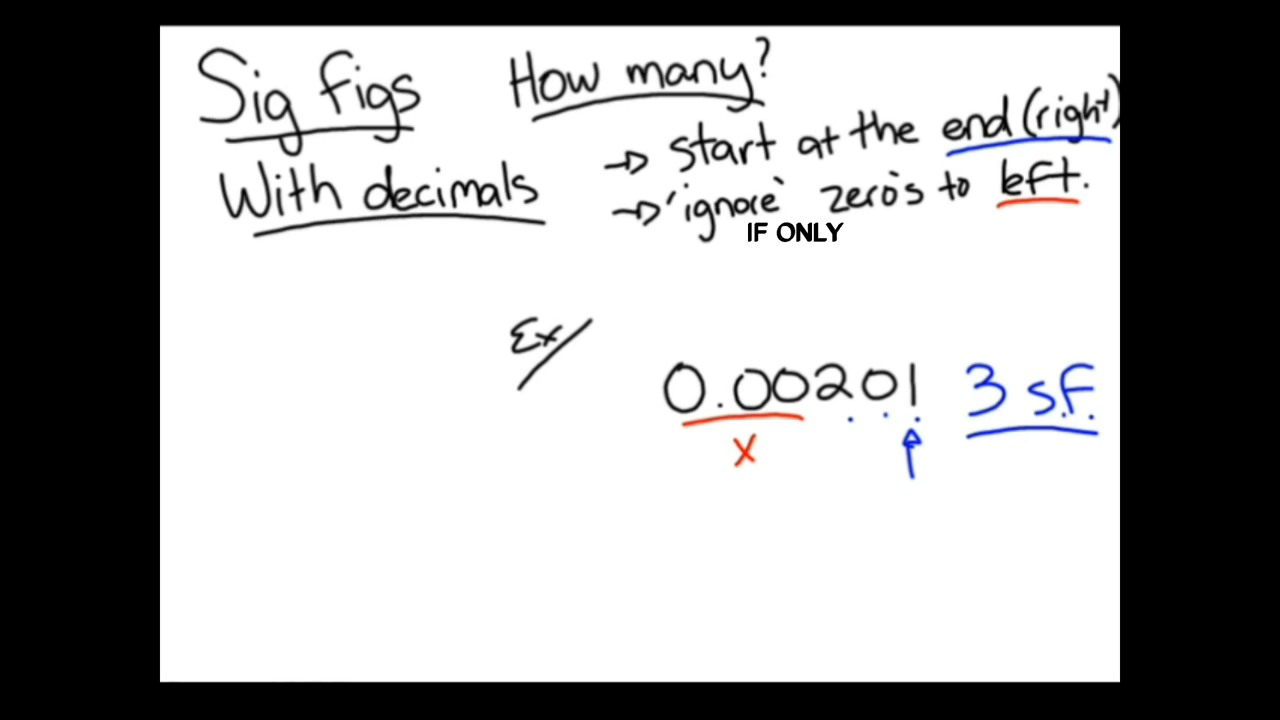 Sig figs How many?
→ start at the end (right)
With decimals → 'ignore' zero's to left.
IF ONLY
Ex/
0.00201 3 s.f.
x